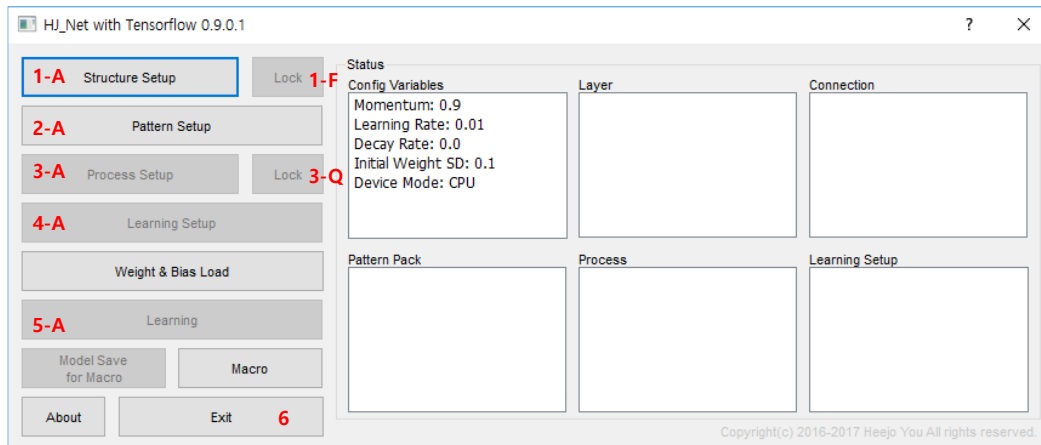 HJ_Net with Tensorflow 0.9.0.1
? ×
1-A Structure Setup
Lock 1-F
2-A Pattern Setup
3-A Process Setup
Lock 3-Q
4-A Learning Setup
Weight & Bias Load
5-A Learning
Model Save
for Macro
Macro
About
Exit 6
Status
Config Variables
Momentum: 0.9
Learning Rate: 0.01
Decay Rate: 0.0
Initial Weight SD: 0.1
Device Mode: CPU
Layer
Connection
Pattern Pack
Process
Learning Setup
Copyright(c) 2016-2017 Heejo You All rights reserved.